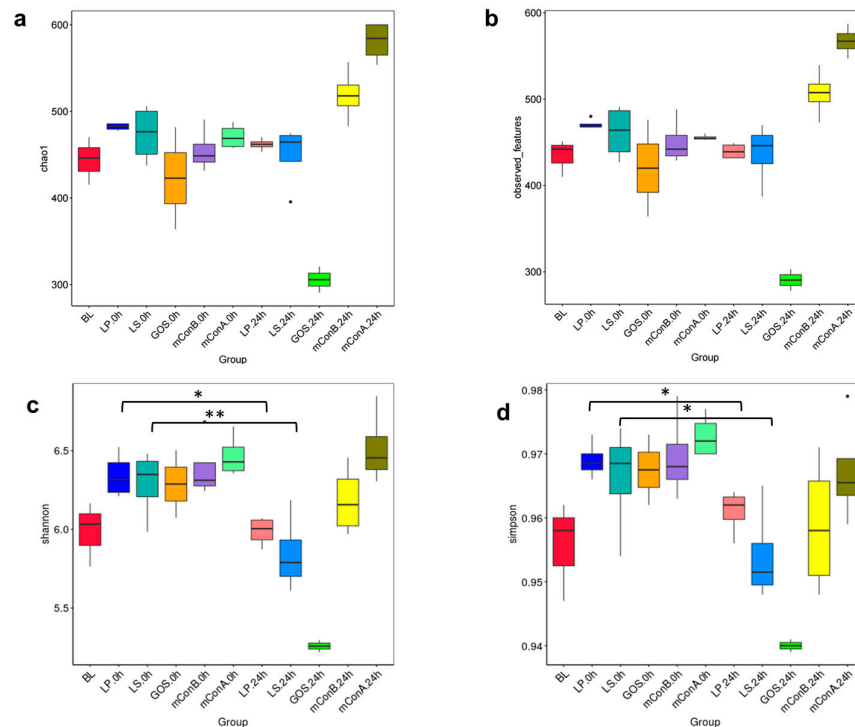 a
600
500
400
300
chao1
BL
LP.0h
LS.0h
GOS.0h
mConB.0h
mConA.0h
LP.24h
LS.24h
GOS.24h
mConB.24h
mConA.24h
Group
b
600
500
400
300
observed_features
BL
LP.0h
LS.0h
GOS.0h
mConB.0h
mConA.0h
LP.24h
LS.24h
GOS.24h
mConB.24h
mConA.24h
Group
c
*
**
6.5
6.0
5.5
shannon
BL
LP.0h
LS.0h
GOS.0h
mConB.0h
mConA.0h
LP.24h
LS.24h
GOS.24h
mConB.24h
mConA.24h
Group
d
*
*
0.98
0.97
0.96
0.95
0.94
simpson
BL
LP.0h
LS.0h
GOS.0h
mConB.0h
mConA.0h
LP.24h
LS.24h
GOS.24h
mConB.24h
mConA.24h
Group